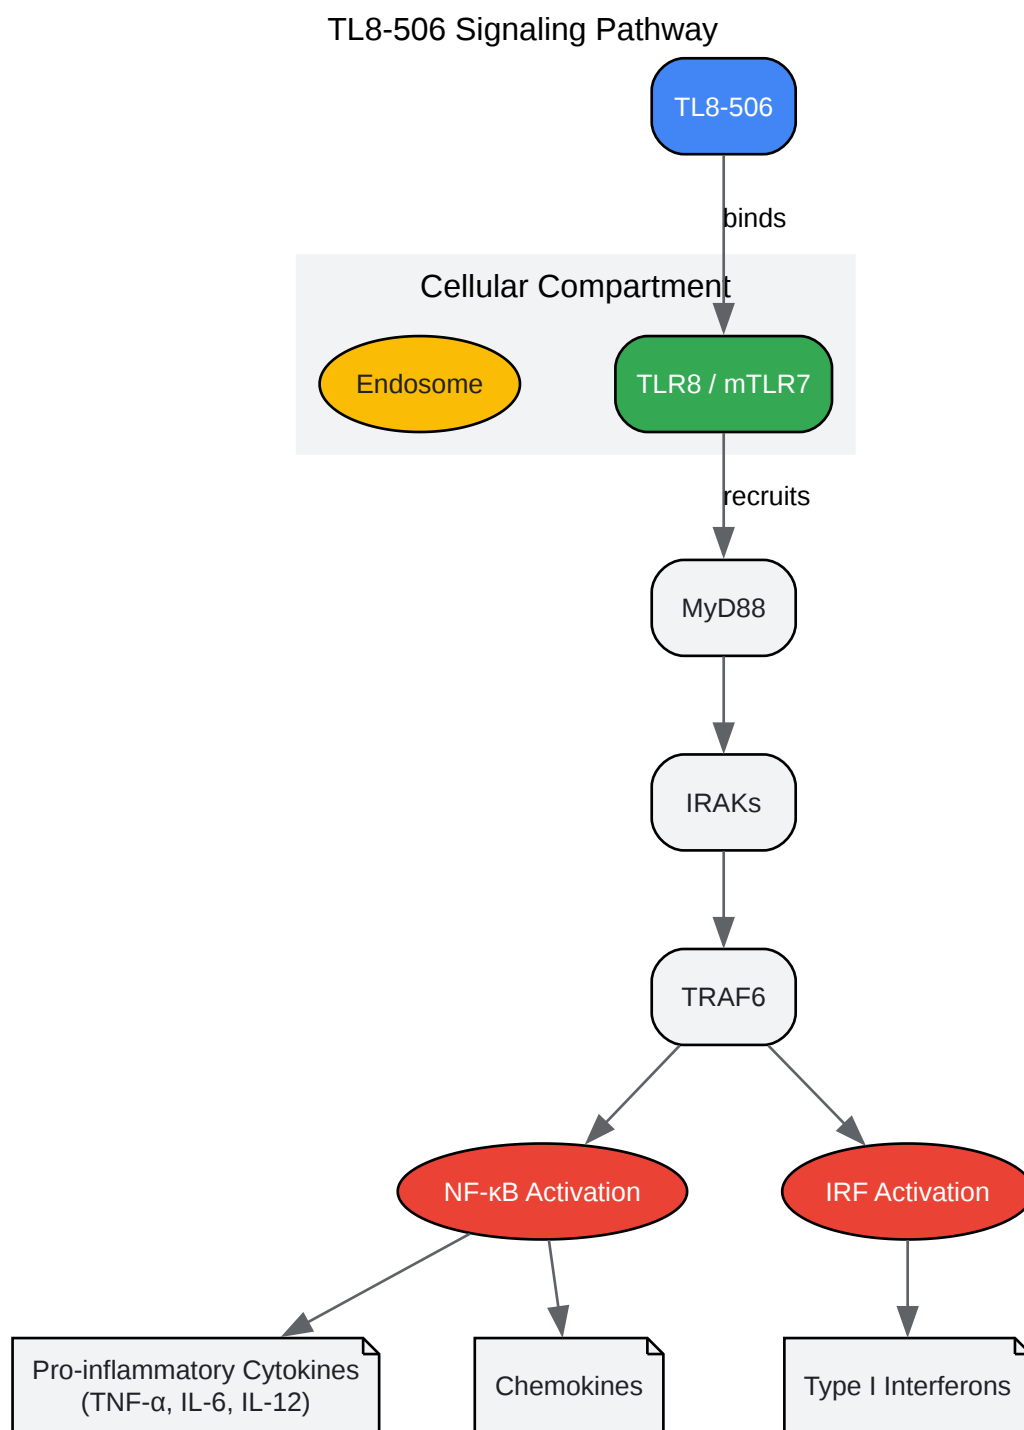 TL8-506 Signaling Pathway
TL8-506
binds
Cellular Compartment
Endosome
TLR8 / mTLR7
recruits
MyD88
IRAKs
TRAF6
NF-κB Activation
IRF Activation
Pro-inflammatory Cytokines
(TNF-α, IL-6, IL-12)
Chemokines
Type I Interferons